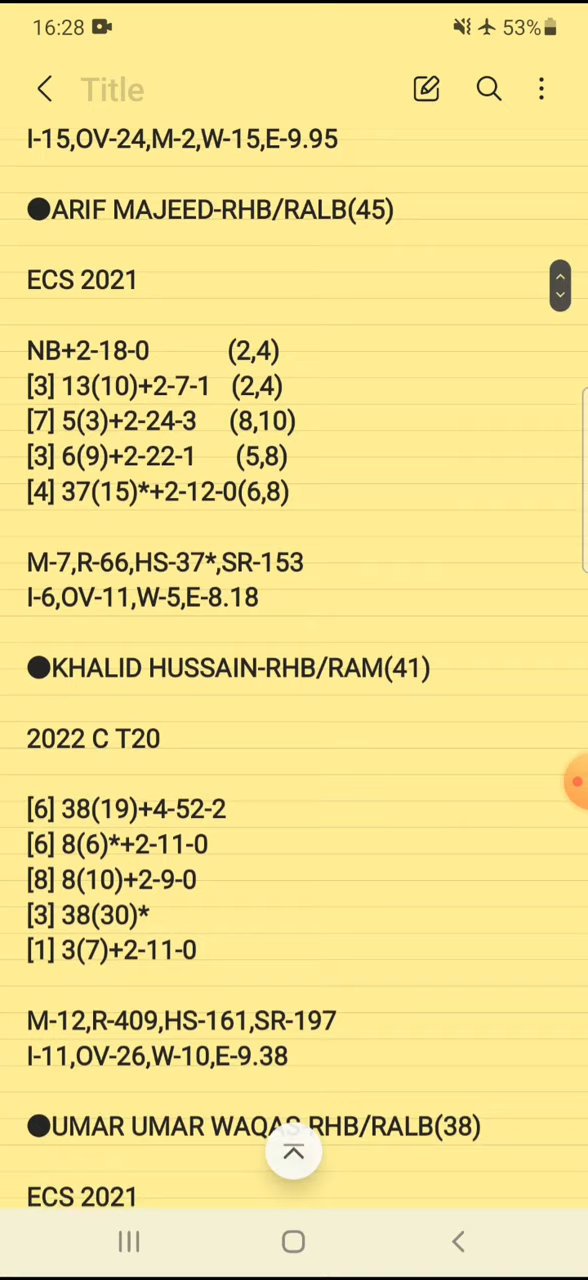 16:28 53%
Title
I-15,OV-24,M-2,W-15,E-9.95
●ARIF MAJEED-RHB/RALB(45)
ECS 2021
NB+2-18-0 (2,4)
[3] 13(10)+2-7-1 (2,4)
[7] 5(3)+2-24-3 (8,10)
[3] 6(9)+2-22-1 (5,8)
[4] 37(15)*+2-12-0(6,8)
M-7,R-66,HS-37*,SR-153
I-6,OV-11,W-5,E-8.18
●KHALID HUSSAIN-RHB/RAM(41)
2022 C T20
[6] 38(19)+4-52-2
[6] 8(6)*+2-11-0
[8] 8(10)+2-9-0
[3] 38(30)*
[1] 3(7)+2-11-0
M-12,R-409,HS-161,SR-197
I-11,OV-26,W-10,E-9.38
●UMAR UMAR WAQAS-RHB/RALB(38)
ECS 2021